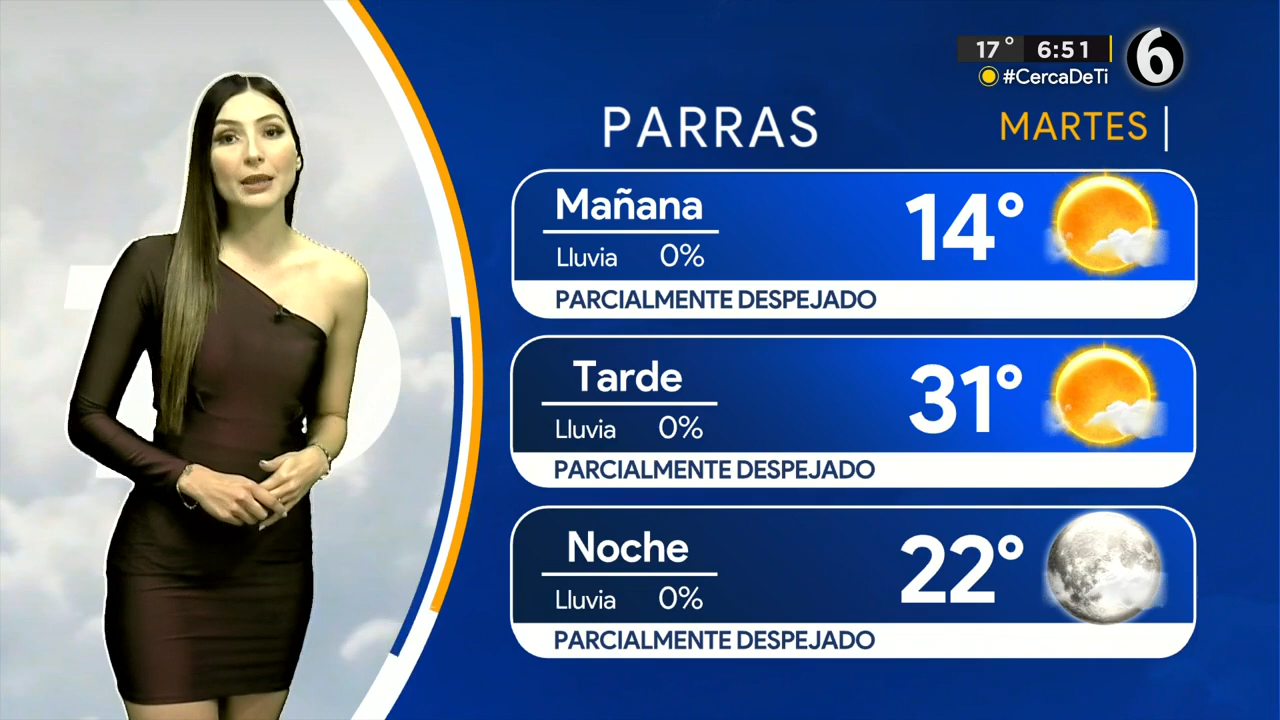 17° 6:51
6
#CercaDeTi
PARRAS
MARTES
Mañana
14°
Lluvia 0%
PARCIALMENTE DESPEJADO
Tarde
31°
Lluvia 0%
PARCIALMENTE DESPEJADO
Noche
22°
Lluvia 0%
PARCIALMENTE DESPEJADO